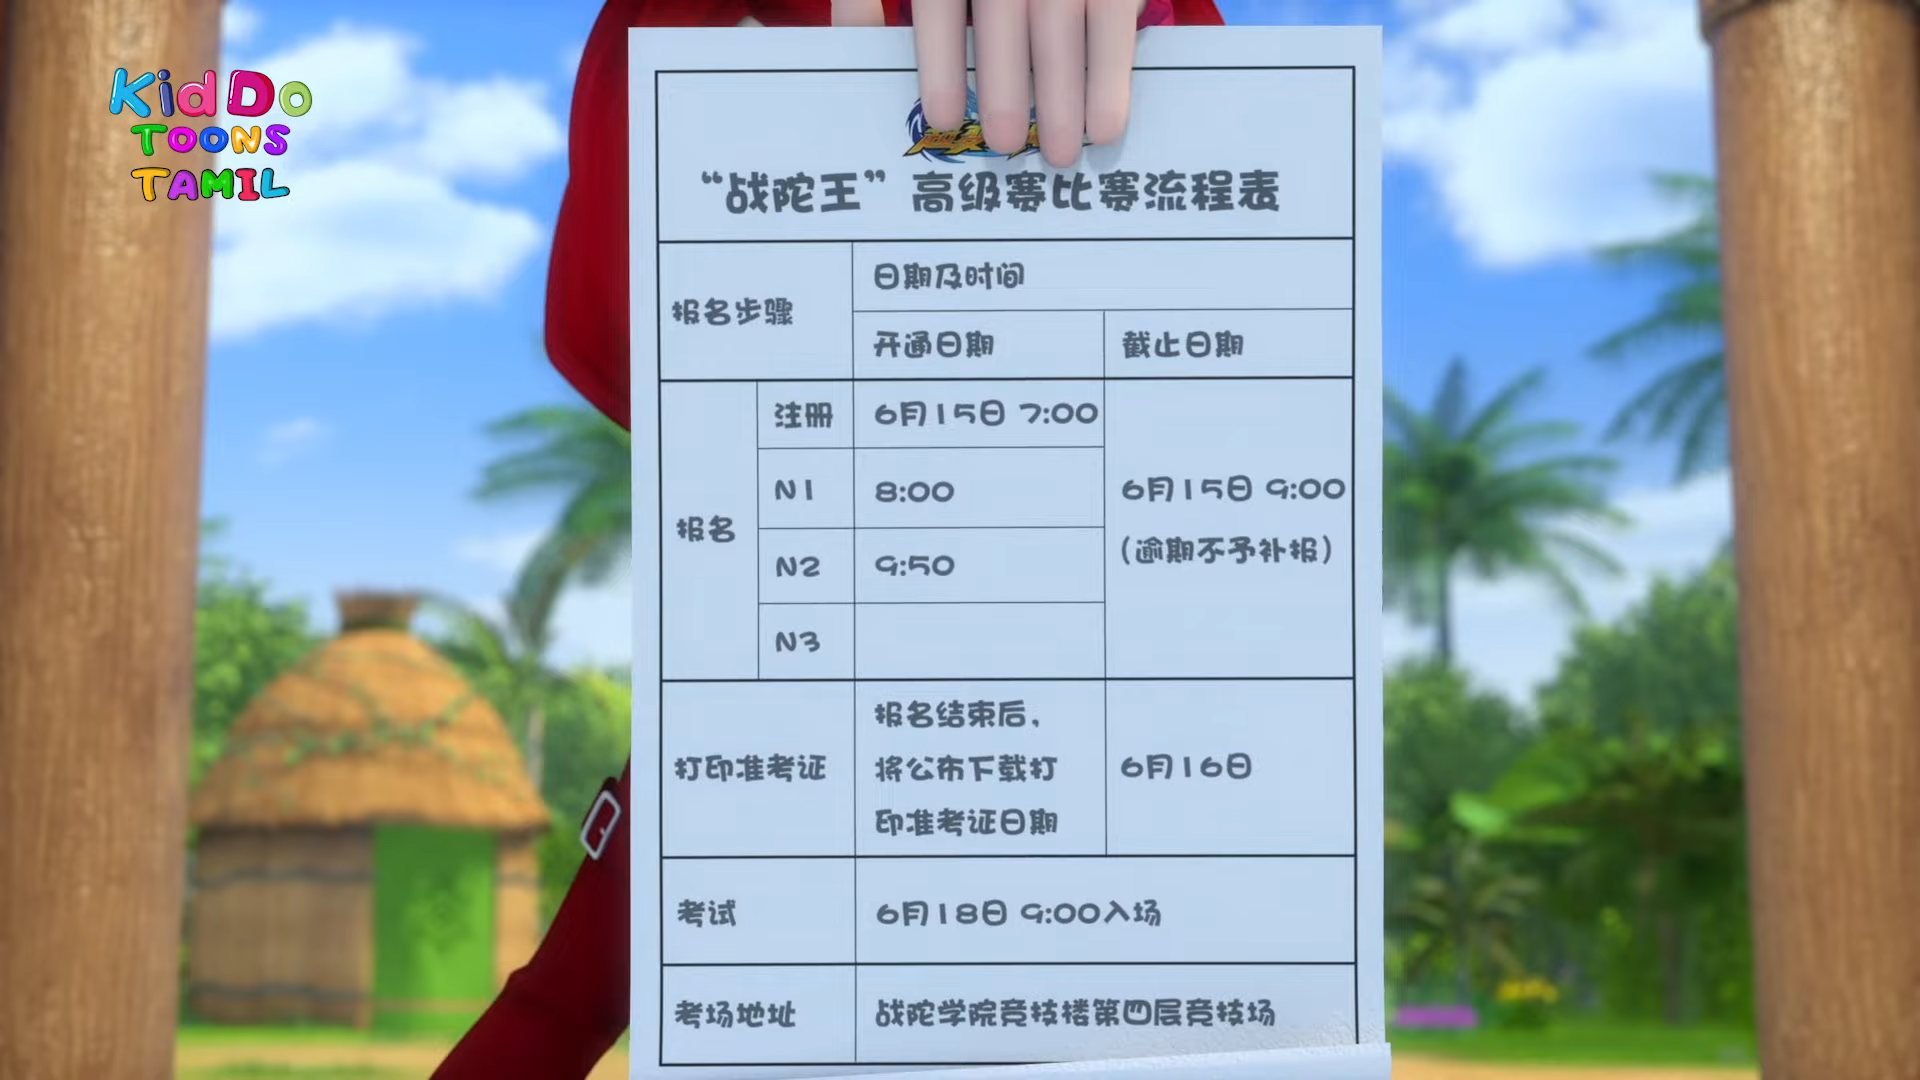 KidDo
TOONS
TAMIL
“战陀王”高级赛比赛流程表
报名步骤
日期及时间
开通日期
截止日期
报名
注册
6月15日 7:00
N1
8:00
N2
9:50
N3
6月15日 9:00
（逾期不予补报）
打印准考证
报名结束后，
将公布下载打
印准考证日期
6月16日
考试
6月18日 9:00入场
考场地址
战陀学院竞技楼第四层竞技场